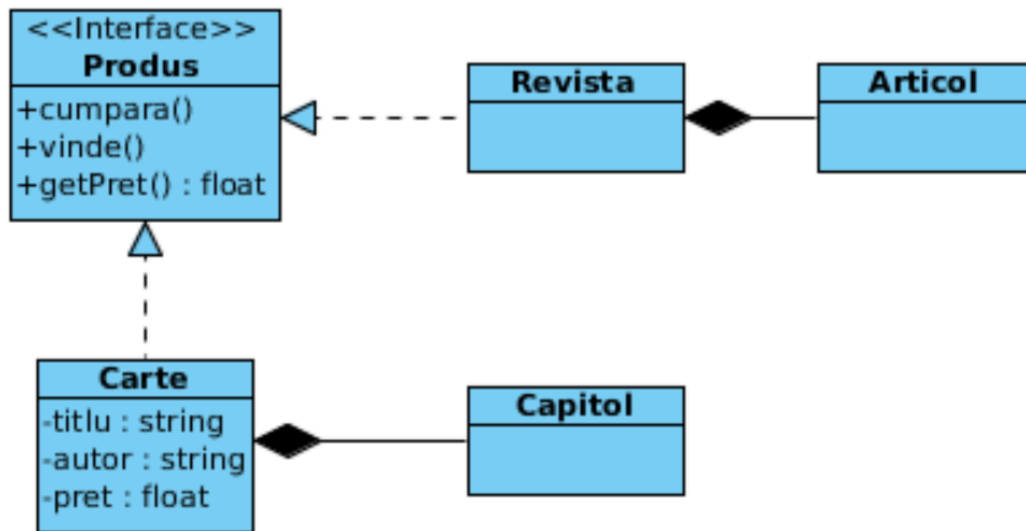 <<Interface>>
Produs
+cumpara()
+vinde()
+getPret() : float
Revista
Articol
Carte
-titlu : string
-autor : string
-pret : float
Capitol